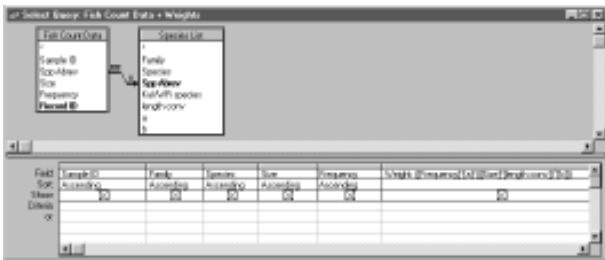 Select Query: Fish Count Data + Weights
Fish Count Data
*
Sample ID
Spp-Abrev
Size
Frequency
Record ID
Species List
*
Family
Species
Spp-Abrev
species
length-conv
a
b
Field: Sample ID Family Species Size Frequency
Sort: Ascending Ascending Ascending Ascending Ascending
Show:
Criteria:
or: